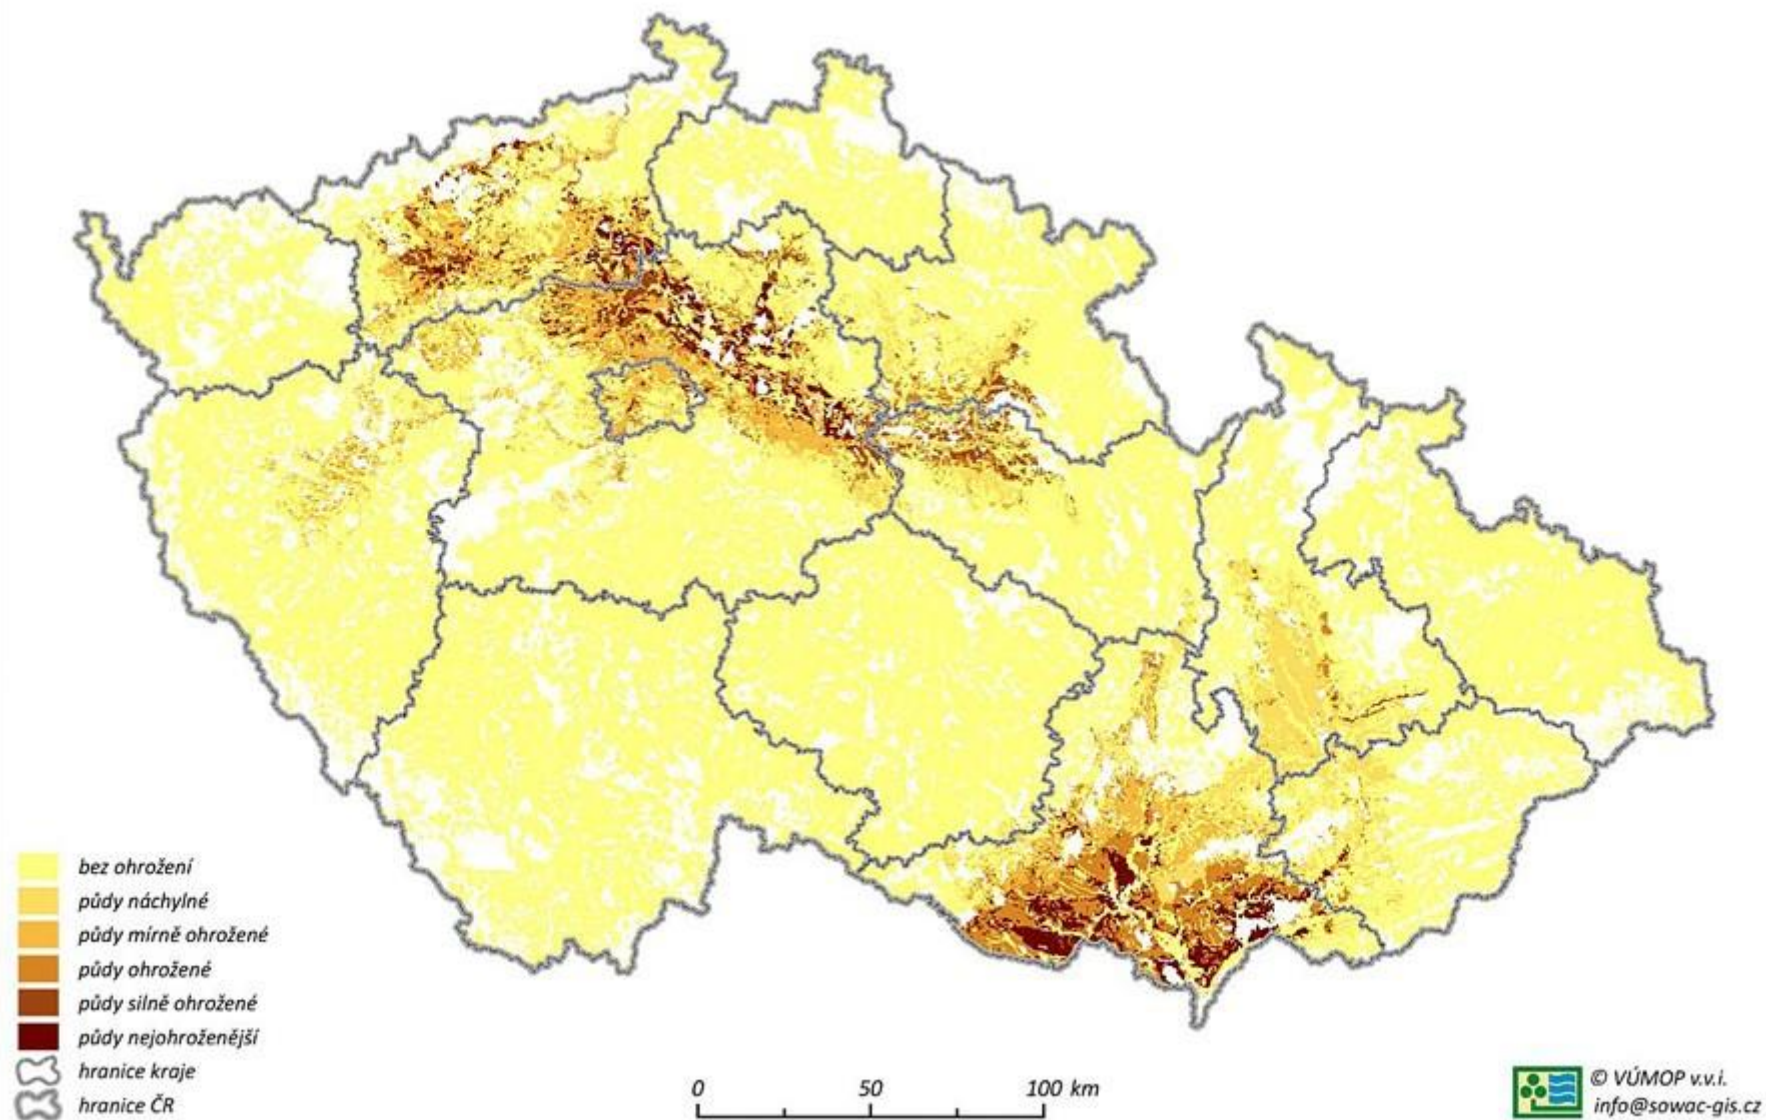 bez ohrožení
půdy náchylné
půdy mírně ohrožené
půdy ohrožené
půdy silně ohrožené
půdy nejohroženější
hranice kraje
hranice ČR
0 50 100 km
© VÚMOP v.v.i.
info@sowac-gis.cz